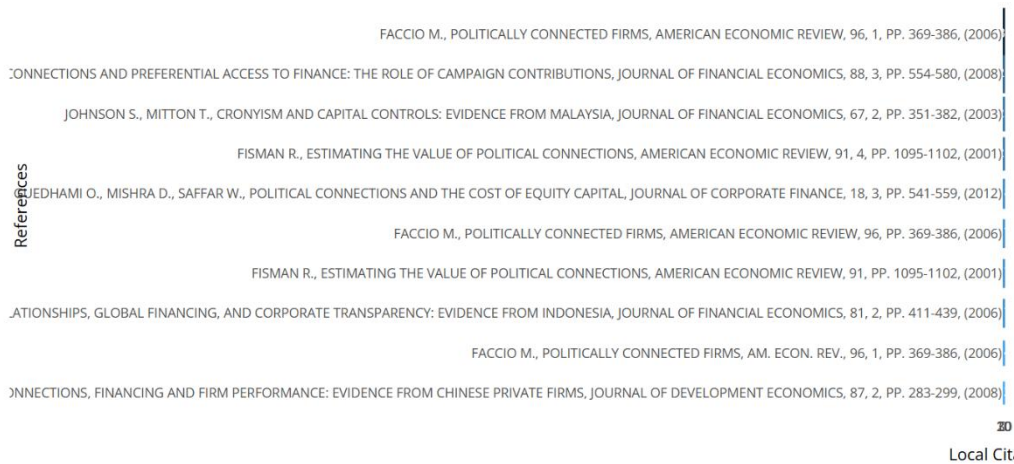 FACCIO M., POLITICALLY CONNECTED FIRMS, AMERICAN ECONOMIC REVIEW, 96, 1, PP. 369-386, (2006)
CONNECTIONS AND PREFERENTIAL ACCESS TO FINANCE: THE ROLE OF CAMPAIGN CONTRIBUTIONS, JOURNAL OF FINANCIAL ECONOMICS, 88, 3, PP. 554-580, (2008)
JOHNSON S., MITTON T., CRONYISM AND CAPITAL CONTROLS: EVIDENCE FROM MALAYSIA, JOURNAL OF FINANCIAL ECONOMICS, 67, 2, PP. 351-382, (2003)
FISMAN R., ESTIMATING THE VALUE OF POLITICAL CONNECTIONS, AMERICAN ECONOMIC REVIEW, 91, 4, PP. 1095-1102, (2001)
References
GUEDHAMI O., MISHRA D., SAFFAR W., POLITICAL CONNECTIONS AND THE COST OF EQUITY CAPITAL, JOURNAL OF CORPORATE FINANCE, 18, 3, PP. 541-559, (2012)
FACCIO M., POLITICALLY CONNECTED FIRMS, AMERICAN ECONOMIC REVIEW, 96, PP. 369-386, (2006)
FISMAN R., ESTIMATING THE VALUE OF POLITICAL CONNECTIONS, AMERICAN ECONOMIC REVIEW, 91, PP. 1095-1102, (2001)
LATIONSHIPS, GLOBAL FINANCING, AND CORPORATE TRANSPARENCY: EVIDENCE FROM INDONESIA, JOURNAL OF FINANCIAL ECONOMICS, 81, 2, PP. 411-439, (2006)
FACCIO M., POLITICALLY CONNECTED FIRMS, AM. ECON. REV., 96, 1, PP. 369-386, (2006)
ONNECTIONS, FINANCING AND FIRM PERFORMANCE: EVIDENCE FROM CHINESE PRIVATE FIRMS, JOURNAL OF DEVELOPMENT ECONOMICS, 87, 2, PP. 283-299, (2008)
Local Cita